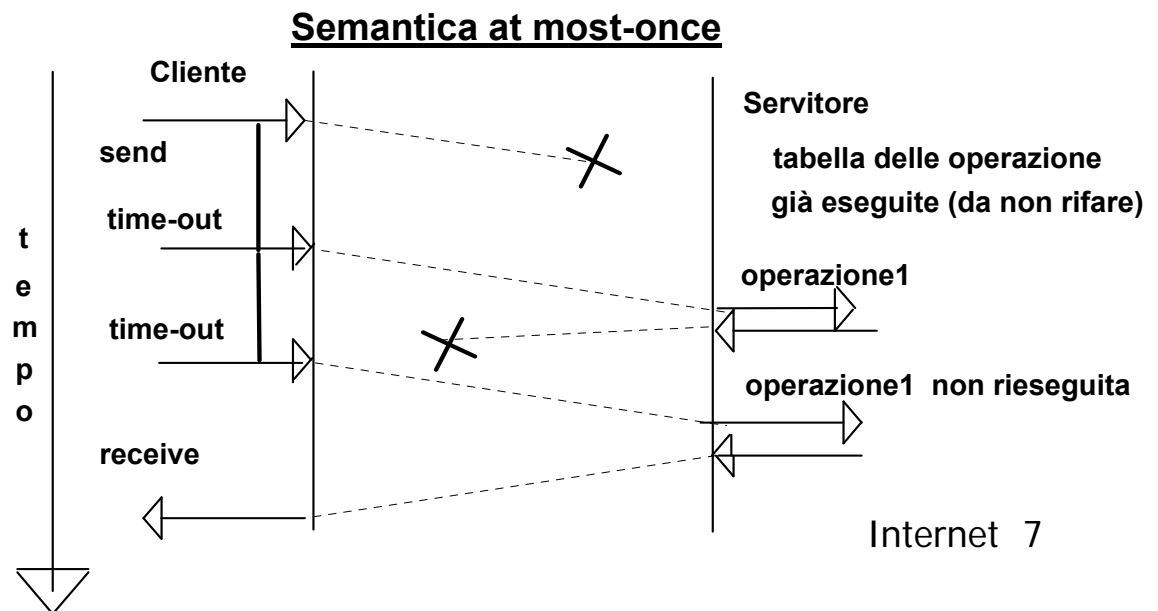 Semantica at most-once
Cliente
Servitore
send
tabella delle operazione
già eseguite (da non rifare)
time-out
tempo
operazione1
time-out
operazione1 non rieseguita
receive
Internet 7